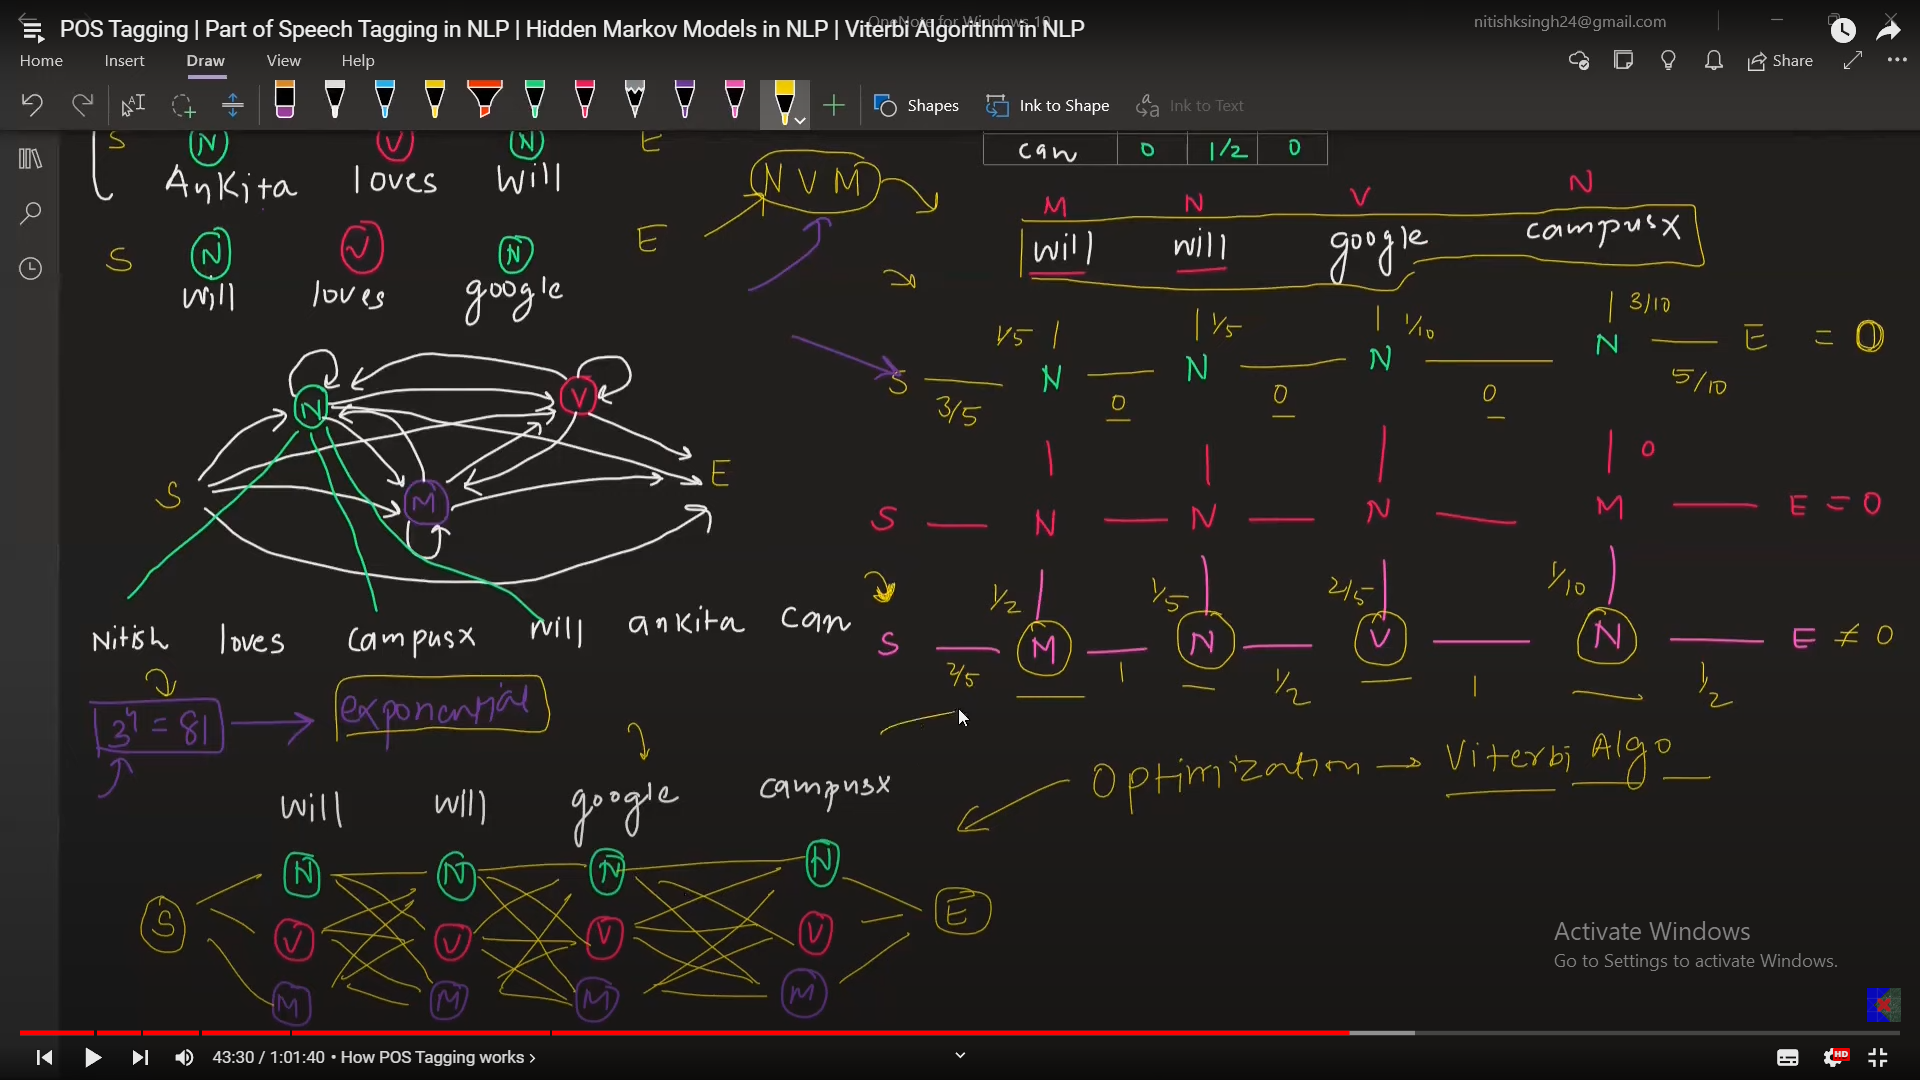 OneNote for Windows 10
POS Tagging | Part of Speech Tagging in NLP | Hidden Markov Models in NLP | Viterbi Algorithm in NLP
nitishksingh24@gmail.com
Home Insert Draw View Help
Share
Shapes Ink to Shape Ink to Text
S N V N E
Ankita loves will
S N V N E
will loves google
N V M
can 0 1/2 0
M N V N
will will google campusx
1/5 1/5 1/10 3/10
S N N N N E = 0
3/5 0 0 0 5/10
0
S N N N M E = 0
1/2 1/5 2/5 1/10
S M N V N E ≠ 0
2/5 1 1/2 1 1/2
N V
S M E
Nitish loves campusx will ankita can
3⁴ = 81 exponential
Optimization → Viterbi Algo
will will google campusx
N N N N
S V V V V E
M M M M
Activate Windows
Go to Settings to activate Windows.
43:30 / 1:01:40 • How POS Tagging works ›
HD